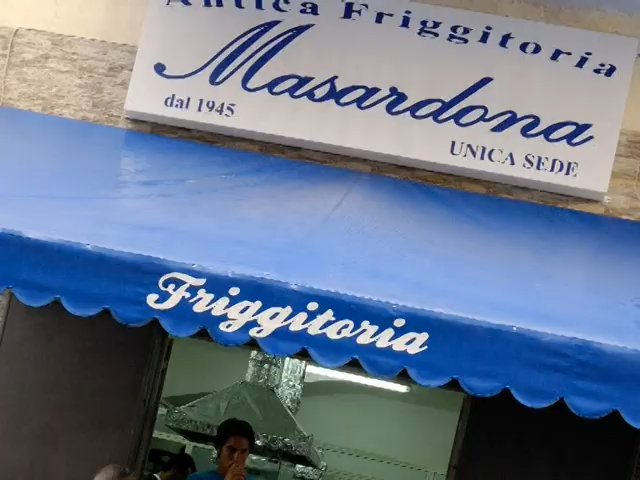 Antica Friggitoria
Masardona
dal 1945
UNICA SEDE
Friggitoria